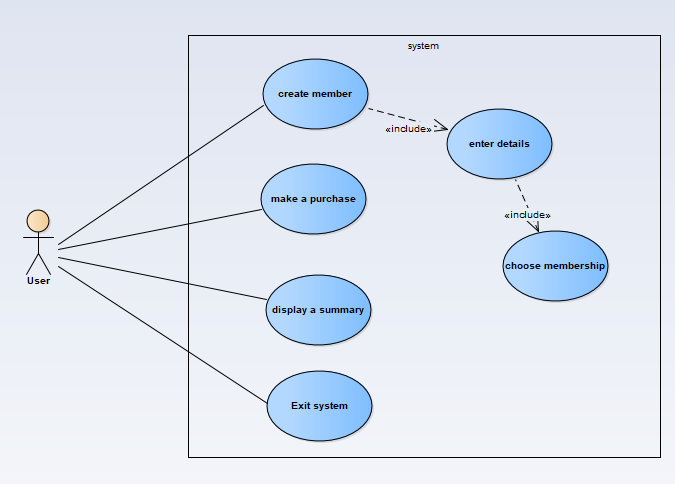 system
create member
«include»
enter details
make a purchase
«include»
User
choose membership
display a summary
Exit system